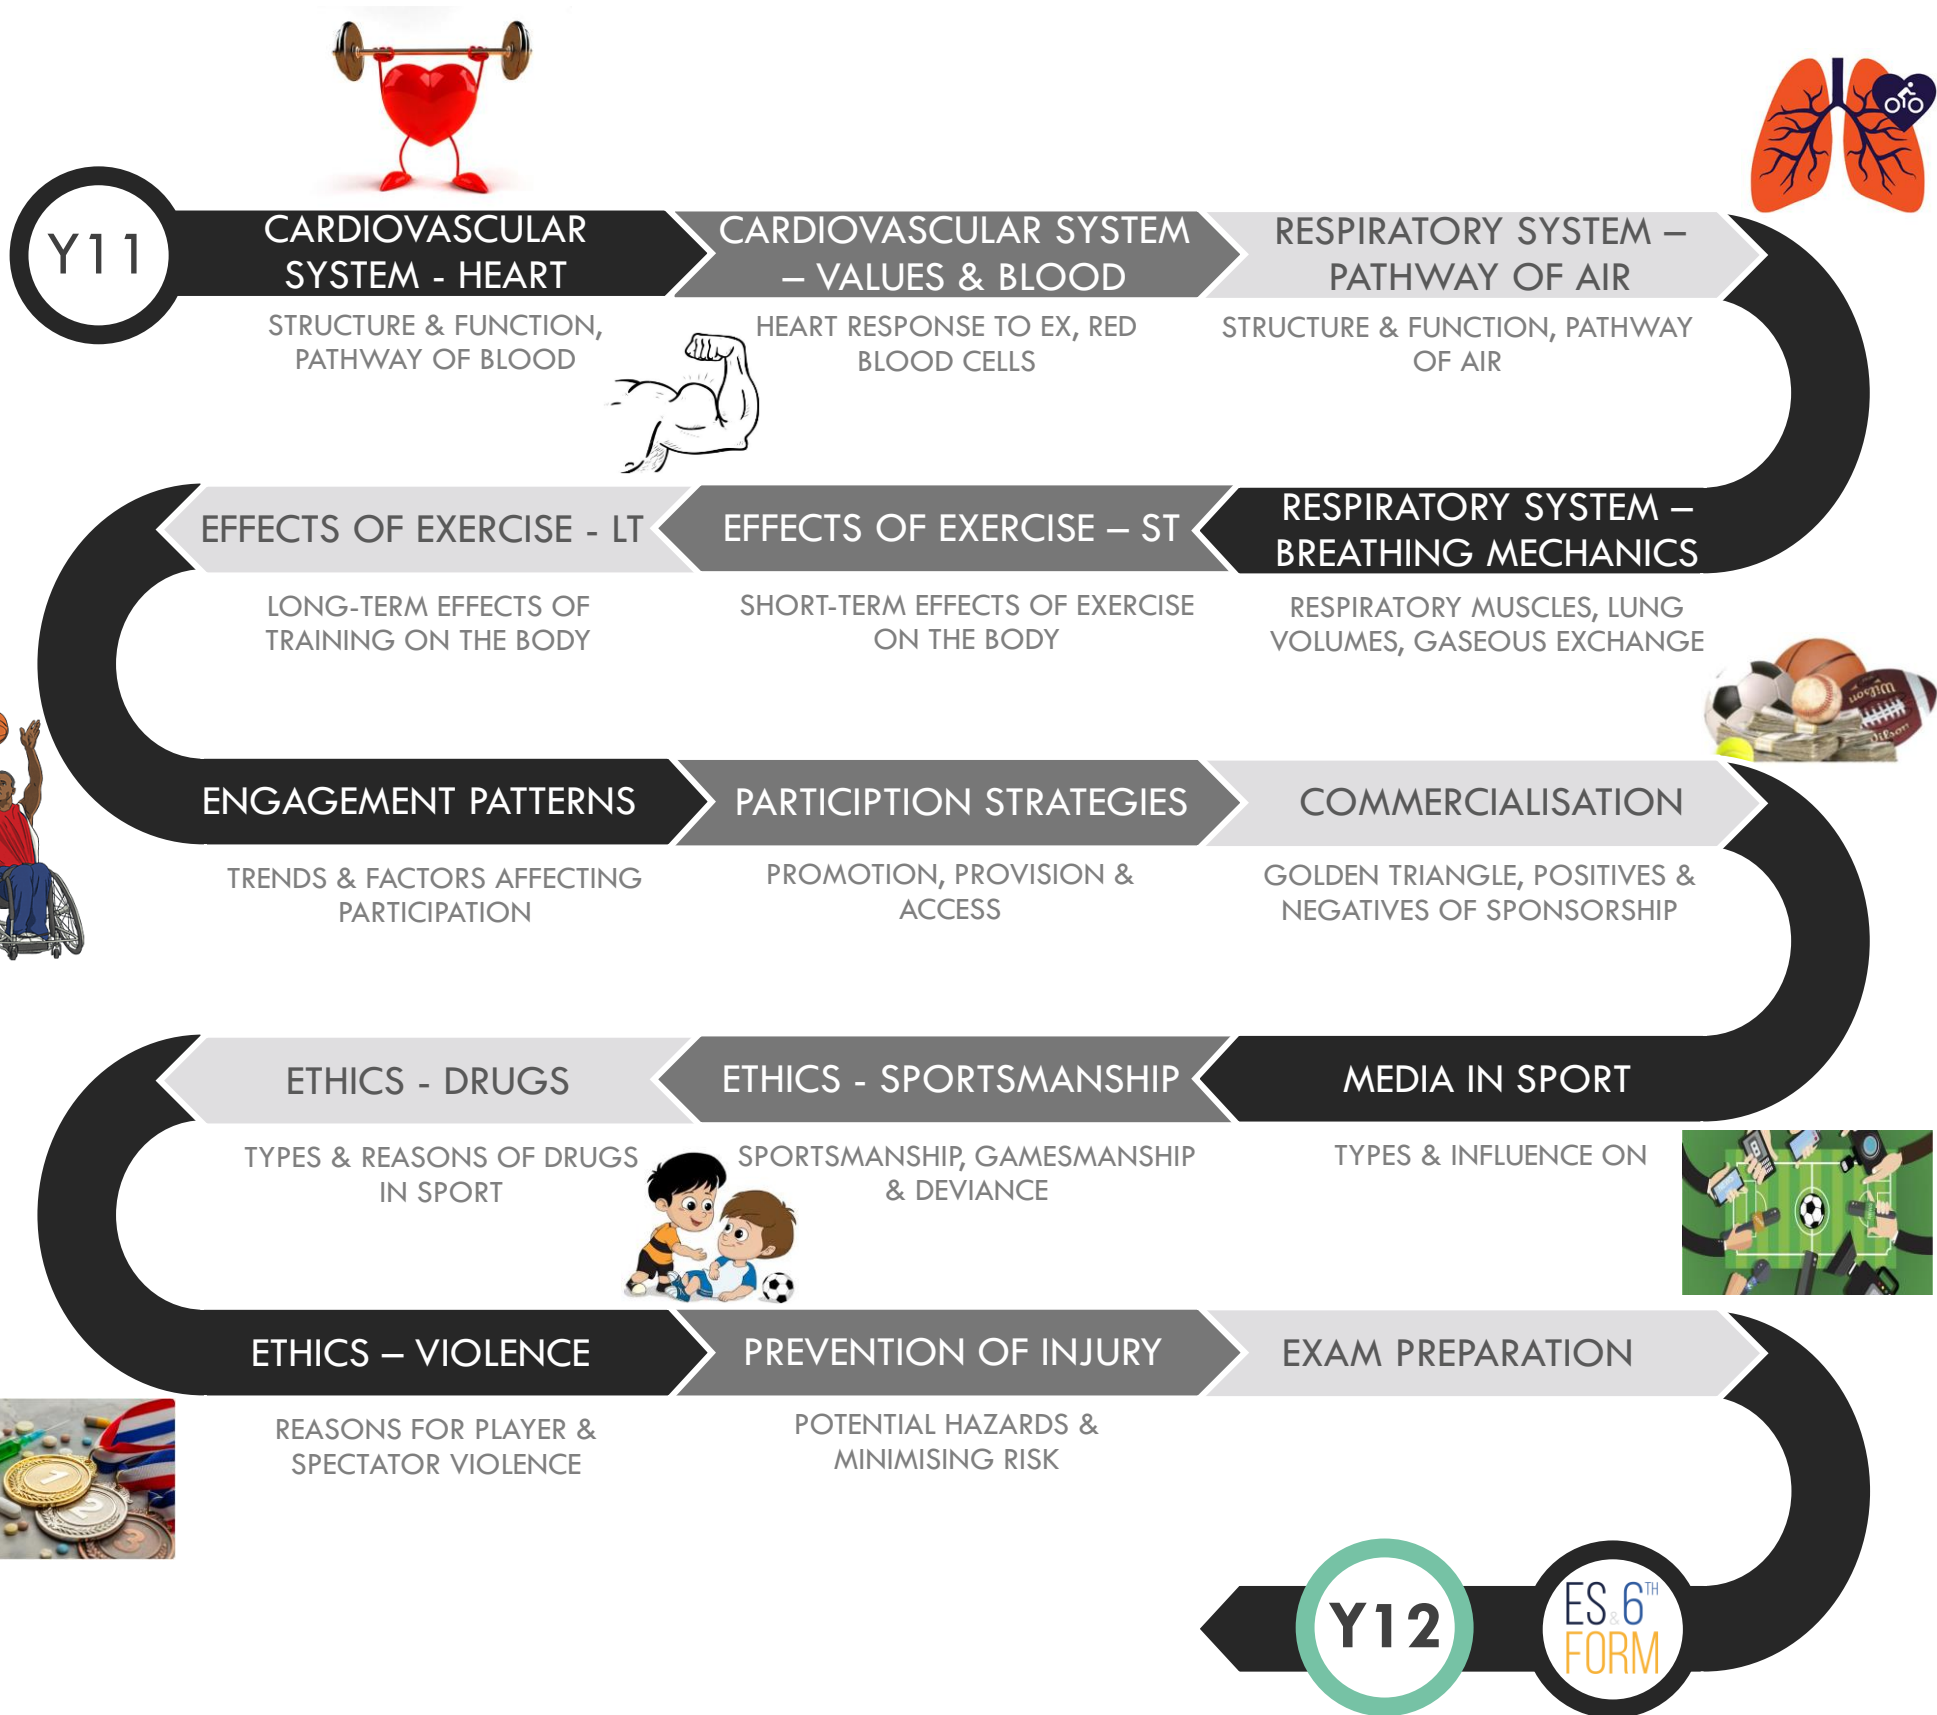 Y11
CARDIOVASCULAR
SYSTEM - HEART
STRUCTURE & FUNCTION,
PATHWAY OF BLOOD
CARDIOVASCULAR SYSTEM
– VALUES & BLOOD
HEART RESPONSE TO EX, RED
BLOOD CELLS
RESPIRATORY SYSTEM –
PATHWAY OF AIR
STRUCTURE & FUNCTION, PATHWAY
OF AIR
RESPIRATORY SYSTEM –
BREATHING MECHANICS
RESPIRATORY MUSCLES, LUNG
VOLUMES, GASEOUS EXCHANGE
EFFECTS OF EXERCISE – ST
SHORT-TERM EFFECTS OF EXERCISE
ON THE BODY
EFFECTS OF EXERCISE - LT
LONG-TERM EFFECTS OF
TRAINING ON THE BODY
Wilson
Wilson
ENGAGEMENT PATTERNS
TRENDS & FACTORS AFFECTING
PARTICIPATION
PARTICIPTION STRATEGIES
PROMOTION, PROVISION &
ACCESS
COMMERCIALISATION
GOLDEN TRIANGLE, POSITIVES &
NEGATIVES OF SPONSORSHIP
MEDIA IN SPORT
TYPES & INFLUENCE ON
ETHICS - SPORTSMANSHIP
SPORTSMANSHIP, GAMESMANSHIP
& DEVIANCE
ETHICS - DRUGS
TYPES & REASONS OF DRUGS
IN SPORT
ETHICS – VIOLENCE
REASONS FOR PLAYER &
SPECTATOR VIOLENCE
1
2
3
PREVENTION OF INJURY
POTENTIAL HAZARDS &
MINIMISING RISK
EXAM PREPARATION
ES & 6TH
FORM
Y12